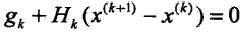 g_k + H_k (x^{(k+1)} − x^{(k)}) = 0